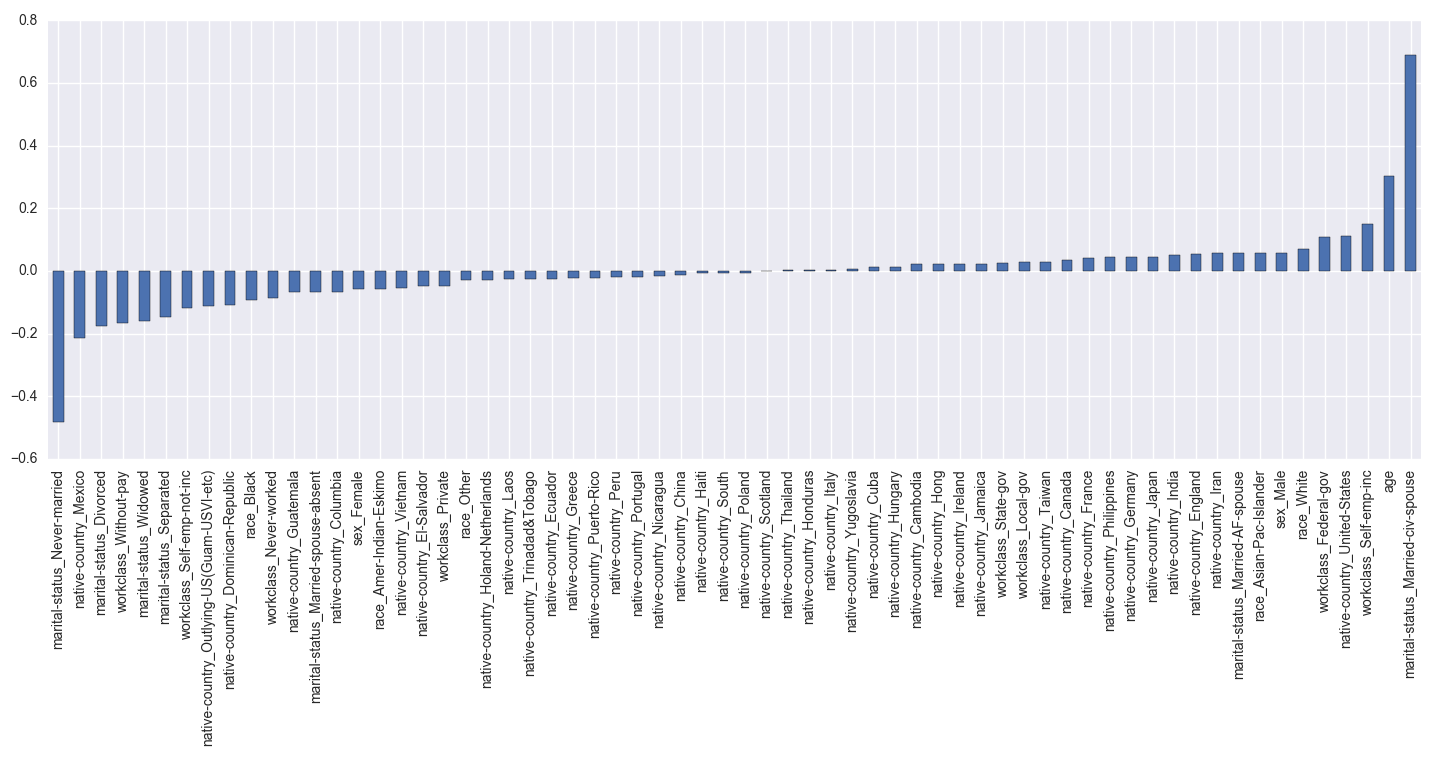 0.8
0.6
0.4
0.2
0.0
−0.2
−0.4
−0.6
marital-status_Never-married
native-country_Mexico
marital-status_Divorced
workclass_Without-pay
marital-status_Widowed
marital-status_Separated
workclass_Self-emp-not-inc
native-country_Outlying-US(Guam-USVI-etc)
native-country_Dominican-Republic
race_Black
workclass_Never-worked
native-country_Guatemala
marital-status_Married-spouse-absent
native-country_Columbia
sex_Female
race_Amer-Indian-Eskimo
native-country_Vietnam
native-country_El-Salvador
workclass_Private
race_Other
native-country_Holand-Netherlands
native-country_Laos
native-country_Trinadad&Tobago
native-country_Ecuador
native-country_Greece
native-country_Puerto-Rico
native-country_Peru
native-country_Portugal
native-country_Nicaragua
native-country_China
native-country_Haiti
native-country_South
native-country_Poland
native-country_Scotland
native-country_Thailand
native-country_Honduras
native-country_Italy
native-country_Yugoslavia
native-country_Cuba
native-country_Hungary
native-country_Cambodia
native-country_Hong
native-country_Ireland
native-country_Jamaica
workclass_State-gov
workclass_Local-gov
native-country_Taiwan
native-country_Canada
native-country_France
native-country_Philippines
native-country_Germany
native-country_Japan
native-country_India
native-country_England
native-country_Iran
marital-status_Married-AF-spouse
race_Asian-Pac-Islander
sex_Male
race_White
workclass_Federal-gov
native-country_United-States
workclass_Self-emp-inc
age
marital-status_Married-civ-spouse